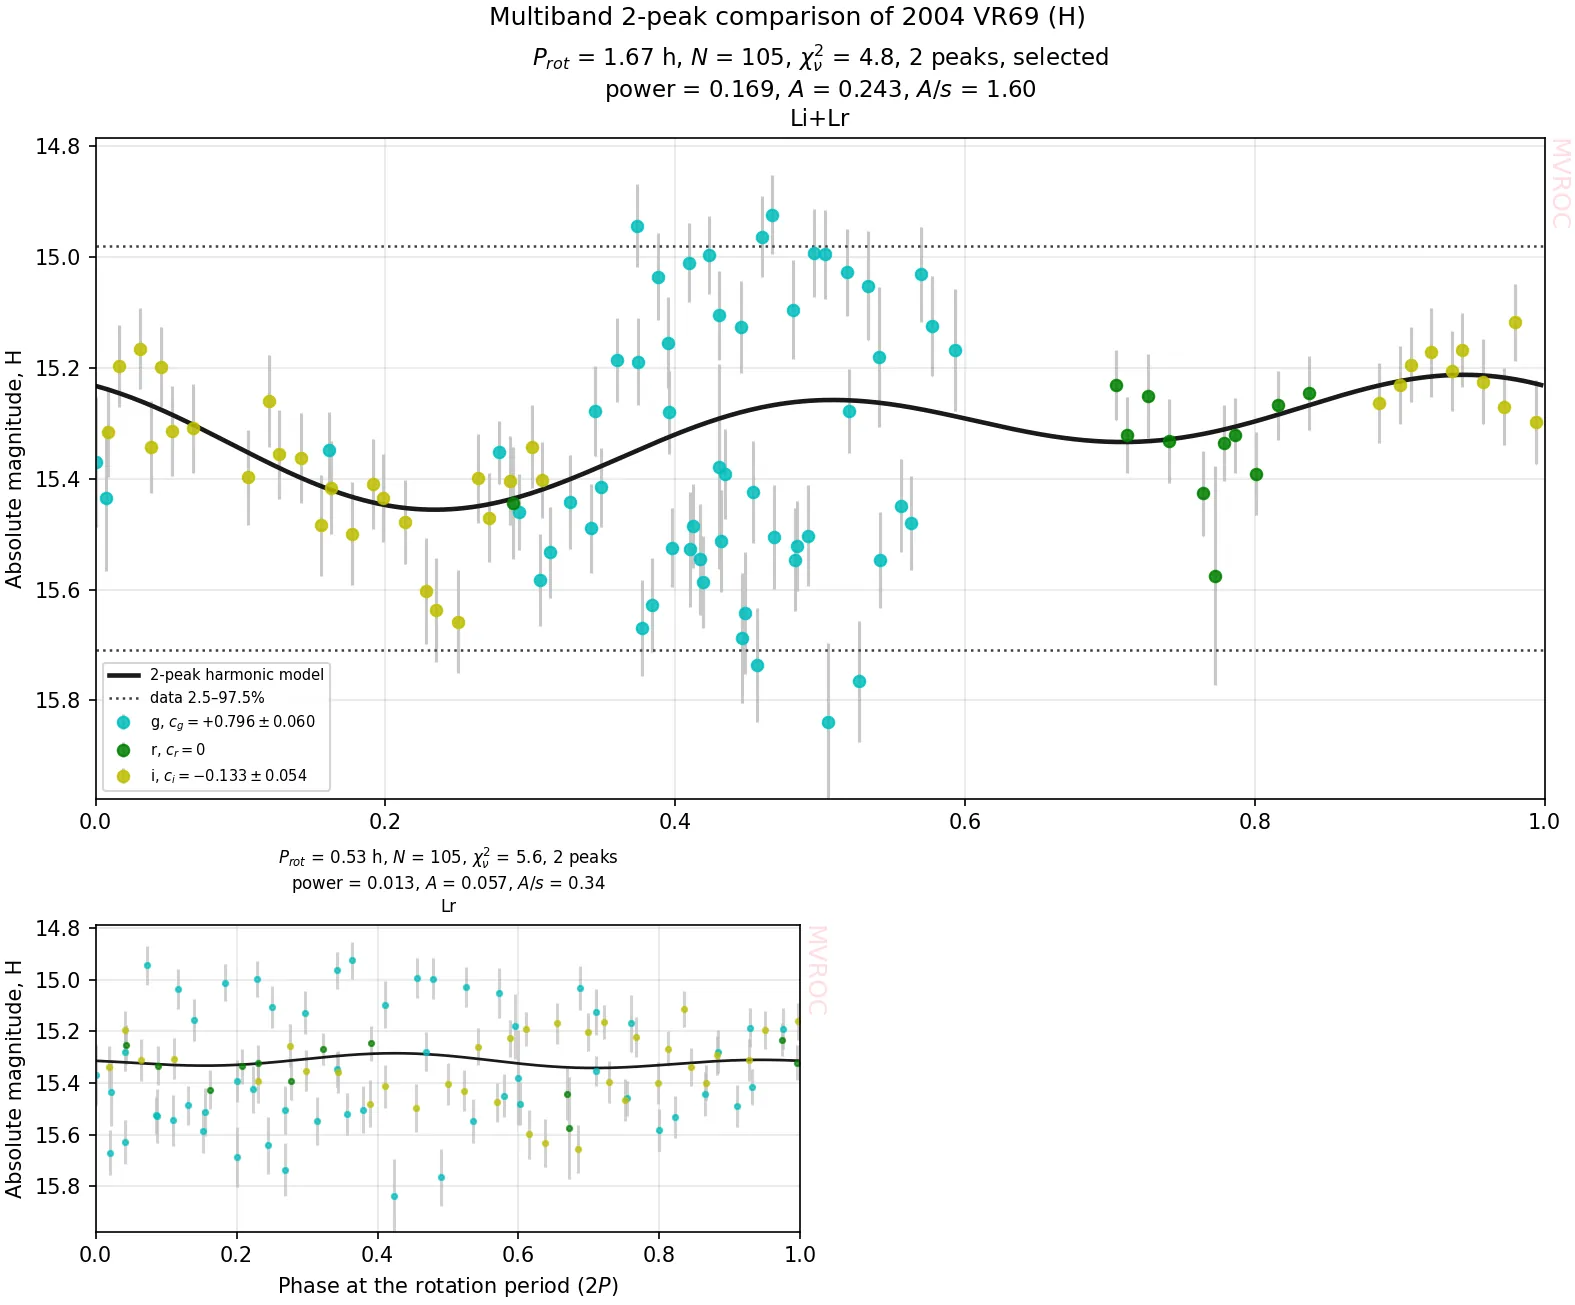 Multiband 2-peak comparison of 2004 VR69 (H)
P_rot = 1.67 h, N = 105, χ²_ν = 4.8, 2 peaks, selected
power = 0.169, A = 0.243, A/s = 1.60
Li+Lr
14.8
15.0
15.2
15.4
15.6
15.8
Absolute magnitude, H
MVROC
2-peak harmonic model
data 2.5–97.5%
g, c_g = +0.796 ± 0.060
r, c_r = 0
i, c_i = −0.133 ± 0.054
0.0 0.2 0.4 0.6 0.8 1.0
P_rot = 0.53 h, N = 105, χ²_ν = 5.6, 2 peaks
power = 0.013, A = 0.057, A/s = 0.34
Lr
14.8
15.0
15.2
15.4
15.6
15.8
Absolute magnitude, H
MVROC
0.0 0.2 0.4 0.6 0.8 1.0
Phase at the rotation period (2P)